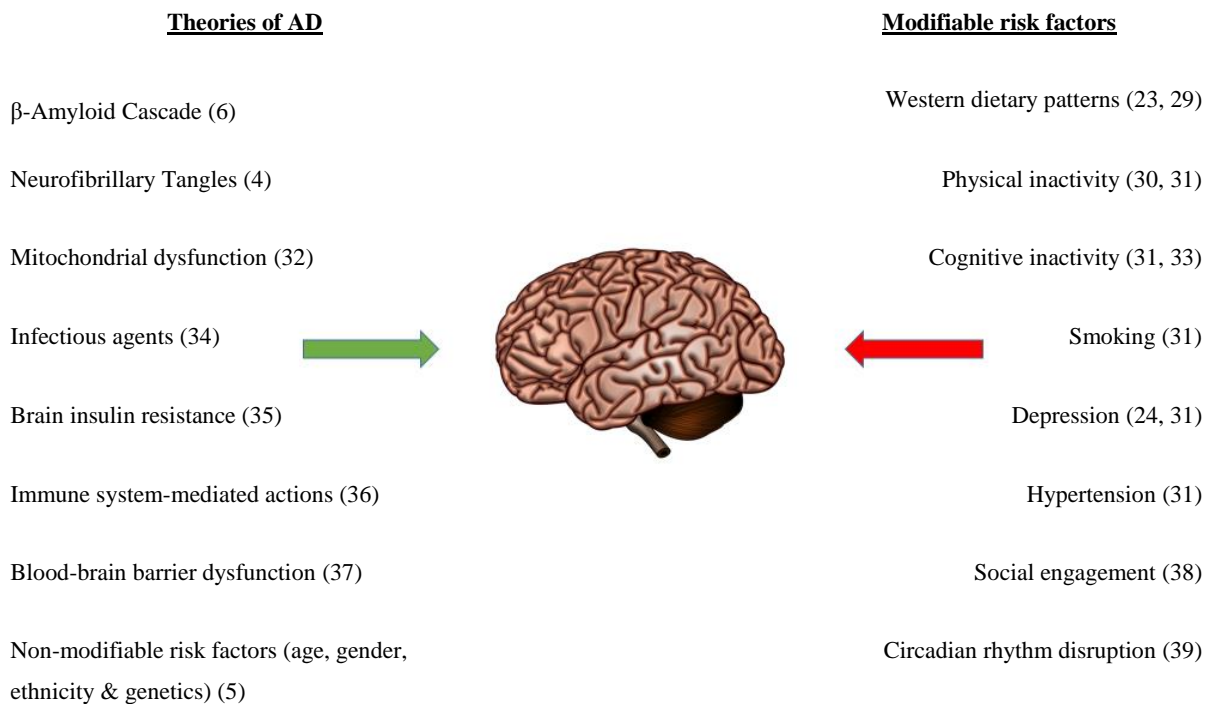 Theories of AD
β-Amyloid Cascade (6)
Neurofibrillary Tangles (4)
Mitochondrial dysfunction (32)
Infectious agents (34)
Brain insulin resistance (35)
Immune system-mediated actions (36)
Blood-brain barrier dysfunction (37)
Non-modifiable risk factors (age, gender,
ethnicity & genetics) (5)
Modifiable risk factors
Western dietary patterns (23, 29)
Physical inactivity (30, 31)
Cognitive inactivity (31, 33)
Smoking (31)
Depression (24, 31)
Hypertension (31)
Social engagement (38)
Circadian rhythm disruption (39)